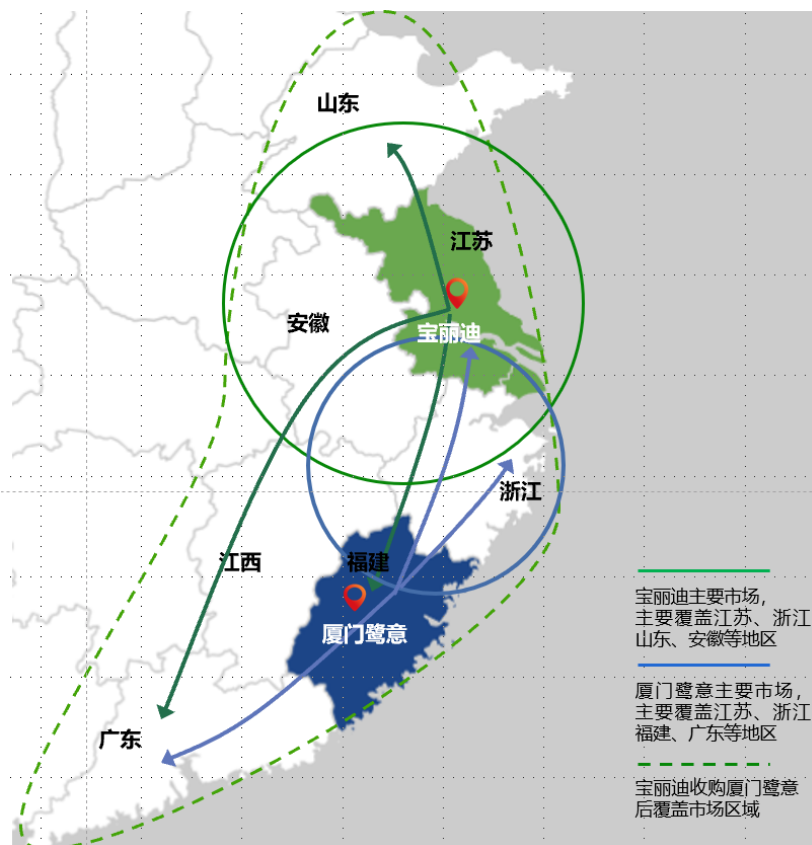 山东
江苏
安徽
宝丽迪
浙江
江西
福建
厦门鹭意
广东
宝丽迪主要市场，
主要覆盖江苏、浙江
山东、安徽等地区
厦门鹭意主要市场，
主要覆盖江苏、浙江
福建、广东等地区
宝丽迪收购厦门鹭意
后覆盖市场区域